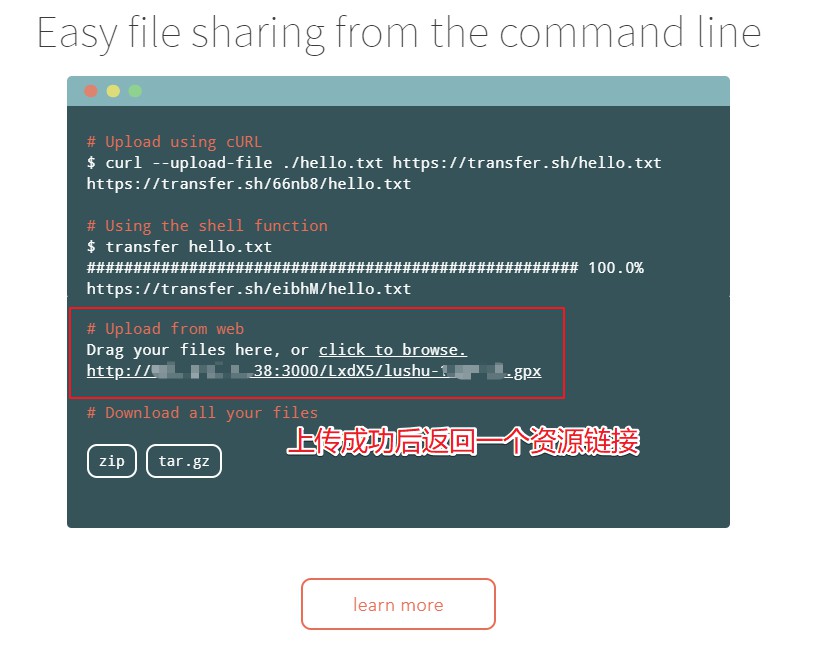 Easy file sharing from the command line
# Upload using cURL
$ curl --upload-file ./hello.txt https://transfer.sh/hello.txt
https://transfer.sh/66nb8/hello.txt
# Using the shell function
$ transfer hello.txt
##################################################### 100.0%
https://transfer.sh/eibhM/hello.txt
# Upload from web
Drag your files here, or click to browse.
http:// 38:3000/LxdX5/lushu- .gpx
# Download all your files
上传成功后返回一个资源链接
zip tar.gz
learn more